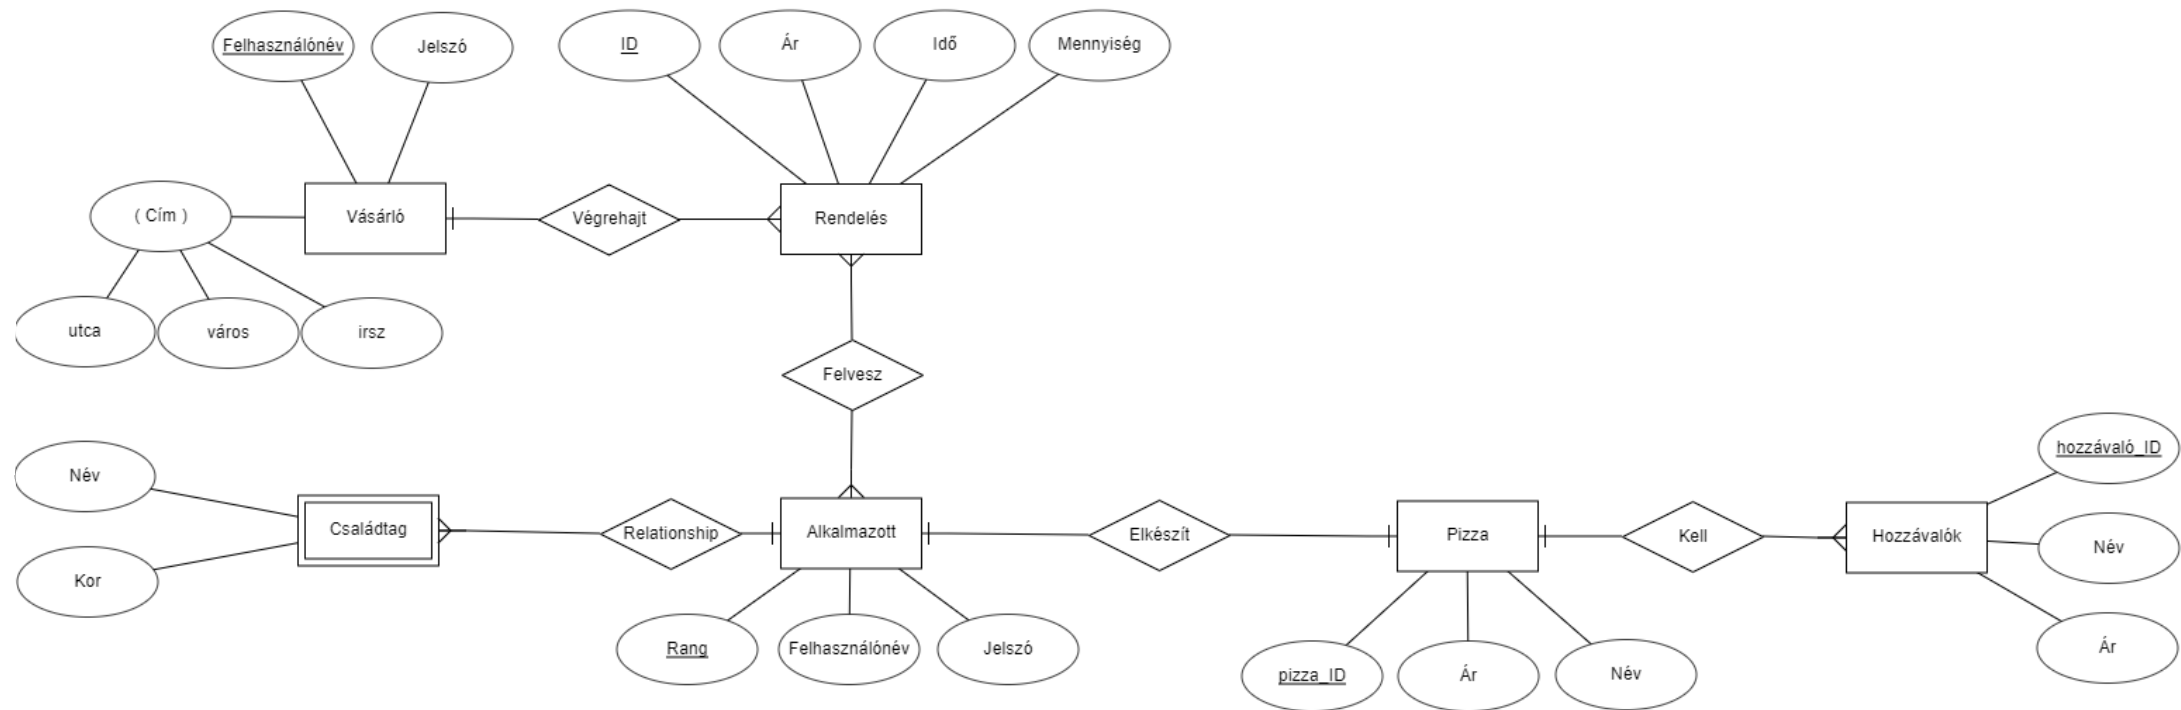 Felhasználónév
Jelszó
ID
Ár
Idő
Mennyiség
( Cím )
Vásárló
Végrehajt
Rendelés
utca
város
irsz
Felvesz
Név
hozzávaló_ID
Családtag
Relationship
Alkalmazott
Elkészít
Pizza
Kell
Hozzávalók
Név
Kor
Rang
Felhasználónév
Jelszó
pizza_ID
Ár
Név
Ár